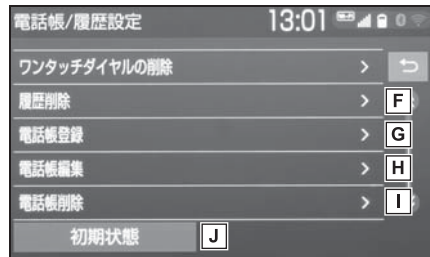 電話帳/履歴設定 13:01 0
ワンタッチダイヤルの削除 >
履歴削除 > F
電話帳登録 > G
電話帳編集 > H
電話帳削除 > I
初期状態 J